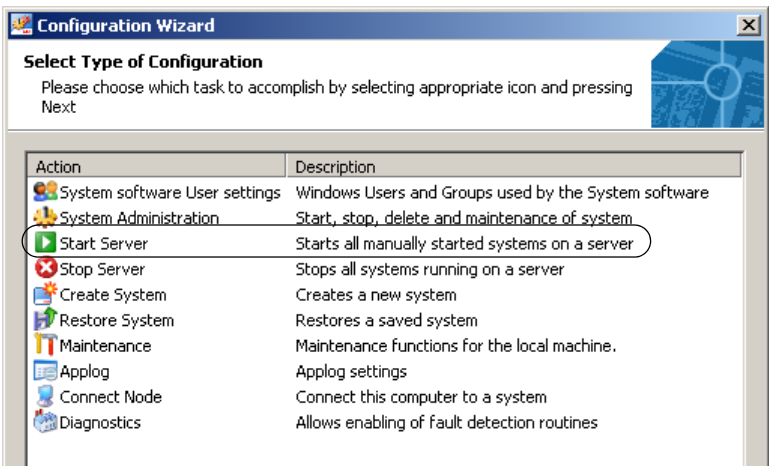 Configuration Wizard
Select Type of Configuration
Please choose which task to accomplish by selecting appropriate icon and pressing
Next
Action Description
System software User settings Windows Users and Groups used by the System software
System Administration Start, stop, delete and maintenance of system
Start Server Starts all manually started systems on a server
Stop Server Stops all systems running on a server
Create System Creates a new system
Restore System Restores a saved system
Maintenance Maintenance functions for the local machine.
Applog Applog settings
Connect Node Connect this computer to a system
Diagnostics Allows enabling of fault detection routines